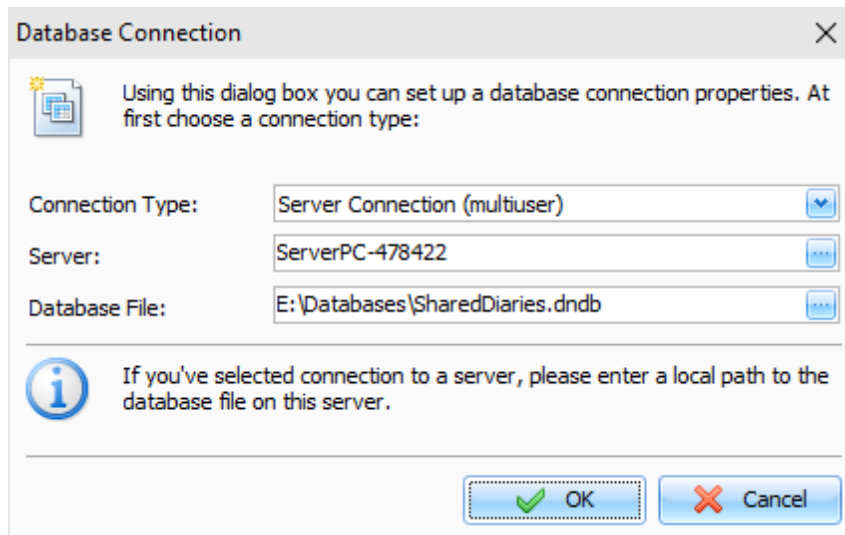 Database Connection
Using this dialog box you can set up a database connection properties. At
first choose a connection type:
Connection Type: Server Connection (multiuser)
Server: ServerPC-478422
Database File: E:\Databases\SharedDiaries.dndb
If you've selected connection to a server, please enter a local path to the
database file on this server.
OK Cancel